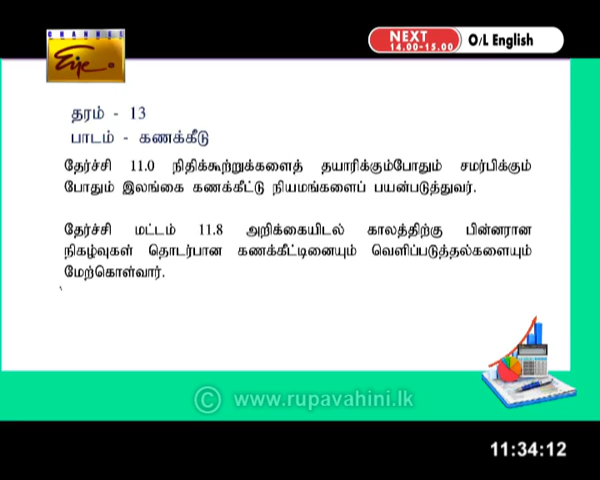 CHANNEL
Eye
NEXT
14.00-15.00
O/L English
தரம் - 13
பாடம் - கணக்கீடு
தேர்ச்சி 11.0 நிதிக்கூற்றுக்களைத் தயாரிக்கும்போதும் சமர்பிக்கும்
போதும் இலங்கை கணக்கீட்டு நியமங்களைப் பயன்படுத்துவர்.
தேர்ச்சி மட்டம் 11.8 அறிக்கையிடல் காலத்திற்கு பின்னரான
நிகழ்வுகள் தொடர்பான கணக்கீட்டினையும் வெளிப்படுத்தல்களையும்
மேற்கொள்வார்.
© www.rupavahini.lk
11:34:12